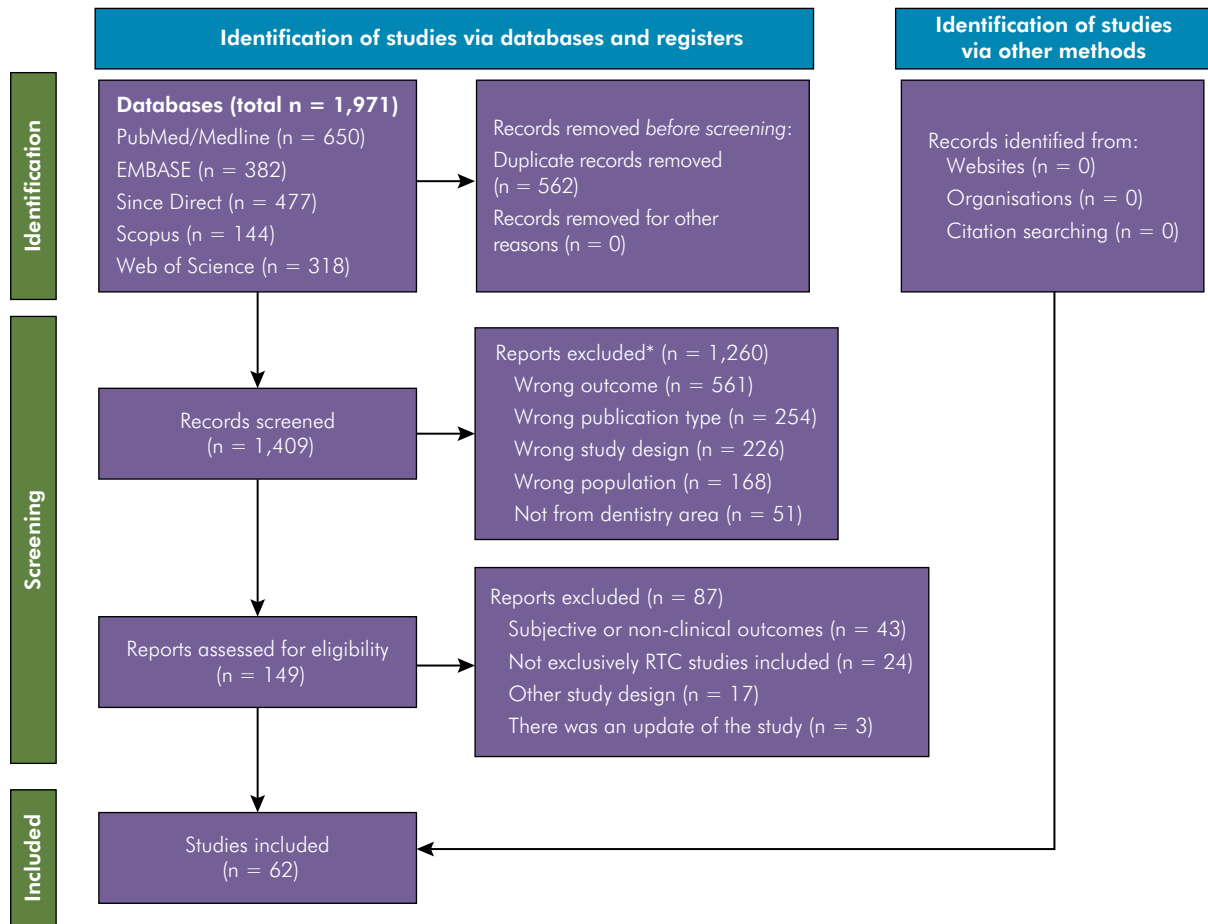 Identification of studies via databases and registers
Identification of studies
via other methods
Identification
Databases (total n = 1,971)
PubMed/Medline (n = 650)
EMBASE (n = 382)
Since Direct (n = 477)
Scopus (n = 144)
Web of Science (n = 318)
Records removed before screening:
Duplicate records removed
(n = 562)
Records removed for other
reasons (n = 0)
Records identified from:
Websites (n = 0)
Organisations (n = 0)
Citation searching (n = 0)
Screening
Records screened
(n = 1,409)
Reports excluded* (n = 1,260)
Wrong outcome (n = 561)
Wrong publication type (n = 254)
Wrong study design (n = 226)
Wrong population (n = 168)
Not from dentistry area (n = 51)
Reports assessed for eligibility
(n = 149)
Reports excluded (n = 87)
Subjective or non-clinical outcomes (n = 43)
Not exclusively RTC studies included (n = 24)
Other study design (n = 17)
There was an update of the study (n = 3)
Included
Studies included
(n = 62)